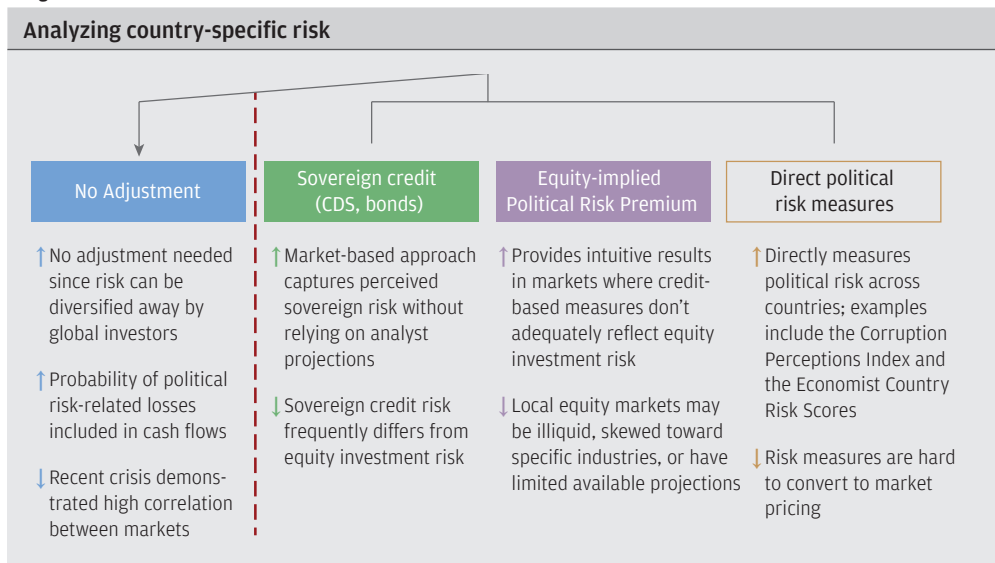 Analyzing country-specific risk
No Adjustment
↑ No adjustment needed
since risk can be
diversified away by
global investors
↑ Probability of political
risk-related losses
included in cash flows
↓ Recent crisis demons-
trated high correlation
between markets
Sovereign credit
(CDS, bonds)
↑ Market-based approach
captures perceived
sovereign risk without
relying on analyst
projections
↓ Sovereign credit risk
frequently differs from
equity investment risk
Equity-implied
Political Risk Premium
↑ Provides intuitive results
in markets where credit-
based measures don’t
adequately reflect equity
investment risk
↓ Local equity markets may
be illiquid, skewed toward
specific industries, or have
limited available projections
Direct political
risk measures
↑ Directly measures
political risk across
countries; examples
include the Corruption
Perceptions Index and
the Economist Country
Risk Scores
↓ Risk measures are hard
to convert to market
pricing